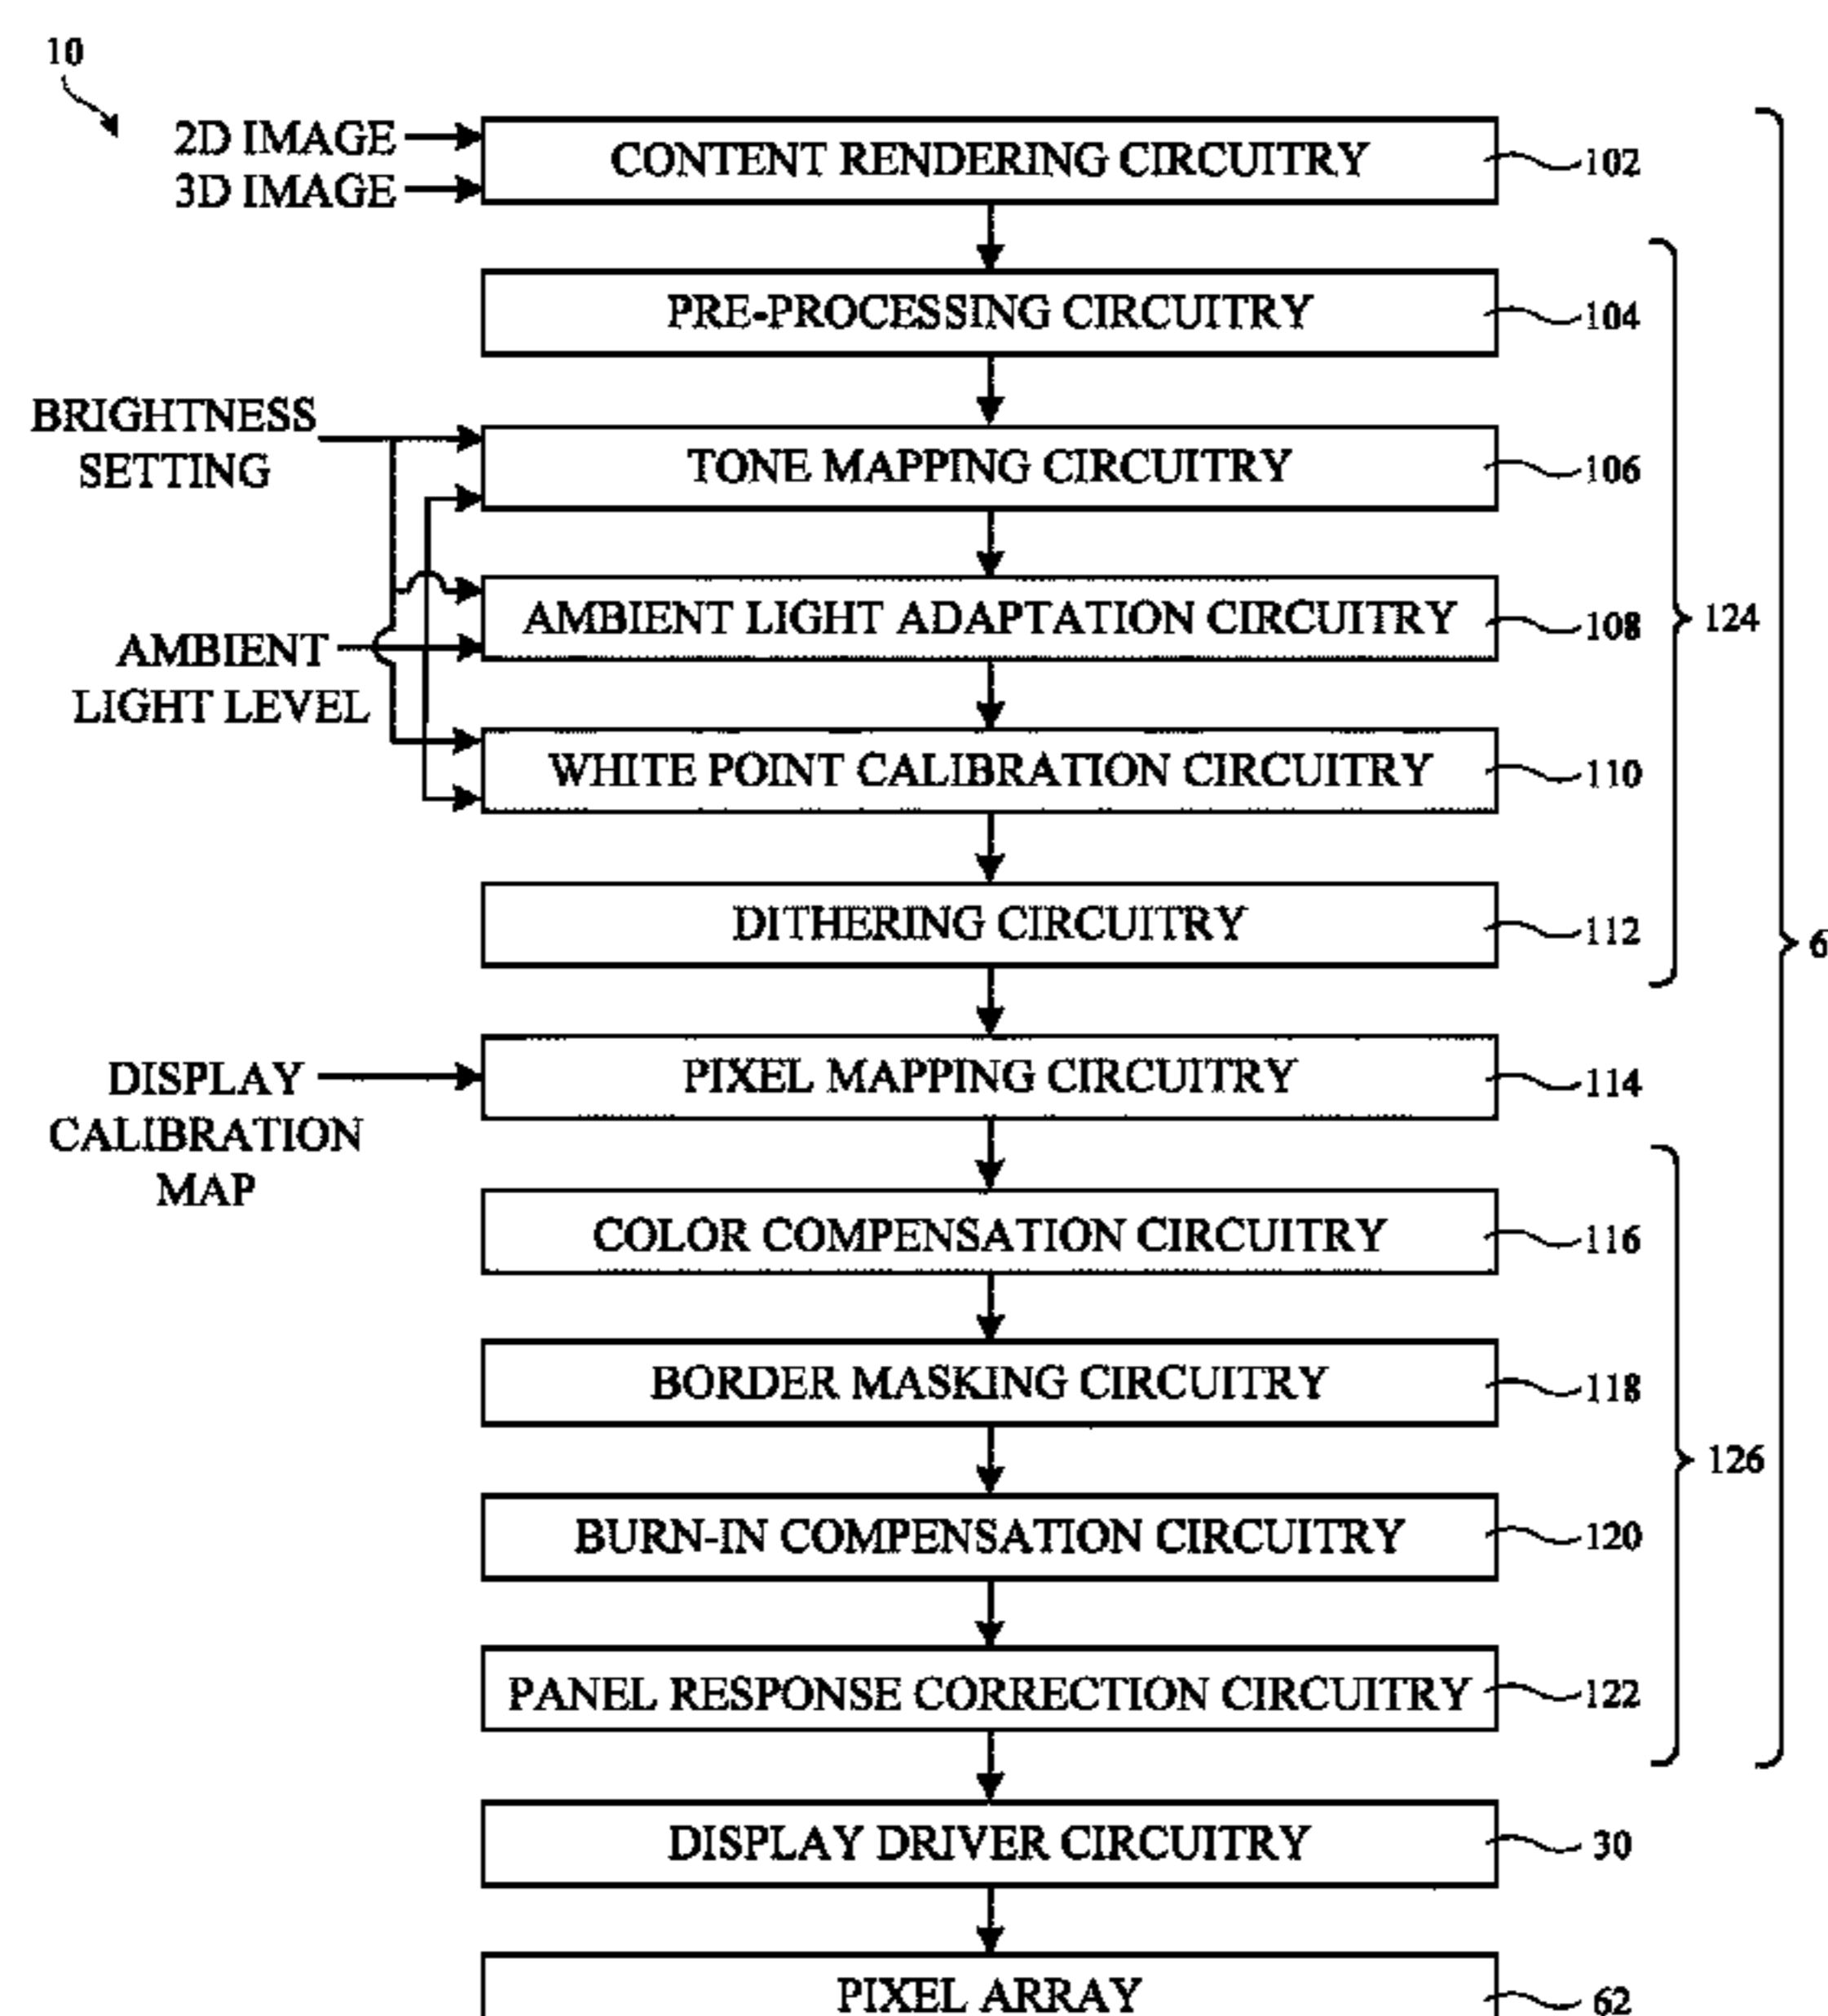 10
2D IMAGE
3D IMAGE
CONTENT RENDERING CIRCUITRY
102
PRE-PROCESSING CIRCUITRY
104
BRIGHTNESS
SETTING
TONE MAPPING CIRCUITRY
106
AMBIENT LIGHT ADAPTATION CIRCUITRY
108
124
AMBIENT
LIGHT LEVEL
WHITE POINT CALIBRATION CIRCUITRY
110
DITHERING CIRCUITRY
112
6
DISPLAY
CALIBRATION
MAP
PIXEL MAPPING CIRCUITRY
114
COLOR COMPENSATION CIRCUITRY
116
BORDER MASKING CIRCUITRY
118
126
BURN-IN COMPENSATION CIRCUITRY
120
PANEL RESPONSE CORRECTION CIRCUITRY
122
DISPLAY DRIVER CIRCUITRY
30
PIXEL ARRAY
62